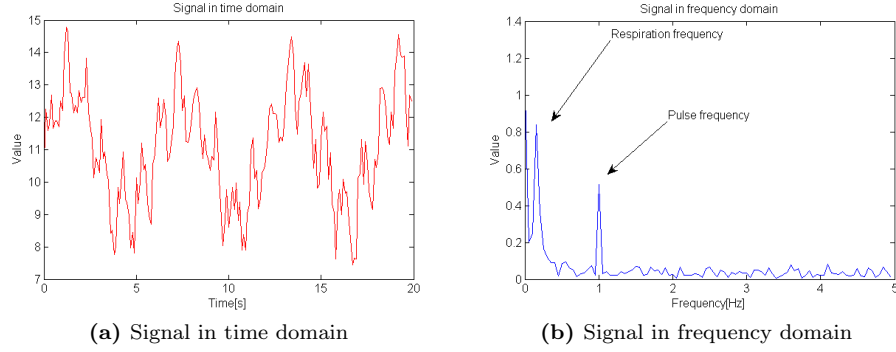 Signal in time domain
15
14
13
12
11
10
9
8
7
Value
0
5
10
15
20
Time[s]
(a) Signal in time domain
Signal in frequency domain
1.4
1.2
1
0.8
0.6
0.4
0.2
0
Value
Respiration frequency
Pulse frequency
0
1
2
3
4
5
Frequency[Hz]
(b) Signal in frequency domain